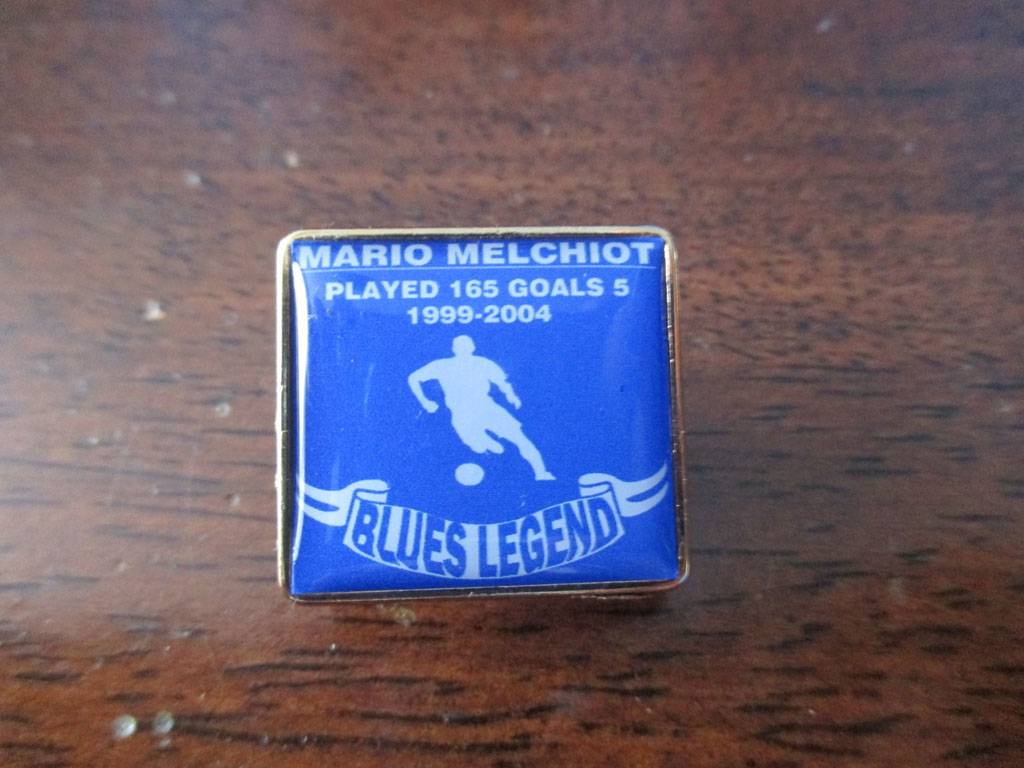 MARIO MELCHIOT
PLAYED 165 GOALS 5
1999-2004
BLUES LEGEND